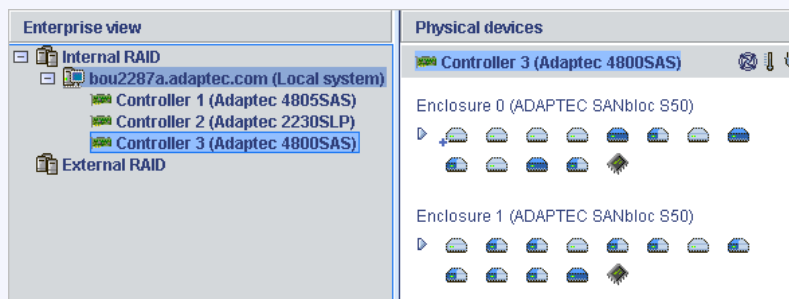 Enterprise view
Internal RAID
bou2287a.adaptec.com (Local system)
Controller 1 (Adaptec 4805SAS)
Controller 2 (Adaptec 2230SLP)
Controller 3 (Adaptec 4800SAS)
External RAID
Physical devices
Controller 3 (Adaptec 4800SAS)
Enclosure 0 (ADAPTEC SANbloc S50)
Enclosure 1 (ADAPTEC SANbloc S50)